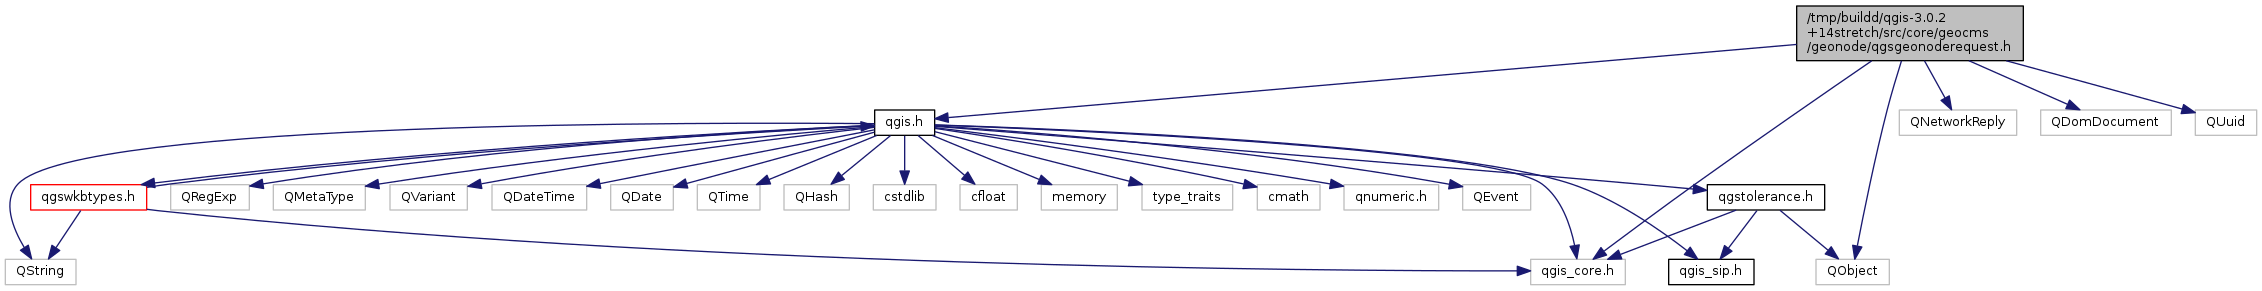 /tmp/buildd/qgis-3.0.2
+14stretch/src/core/geocms
/geonode/qgsgeonoderequest.h
qgis.h
QNetworkReply
QDomDocument
QUuid
qgswkbtypes.h
QRegExp
QMetaType
QVariant
QDateTime
QDate
QTime
QHash
cstdlib
cfloat
memory
type_traits
cmath
qnumeric.h
QEvent
qgstolerance.h
QString
qgis_core.h
qgis_sip.h
QObject